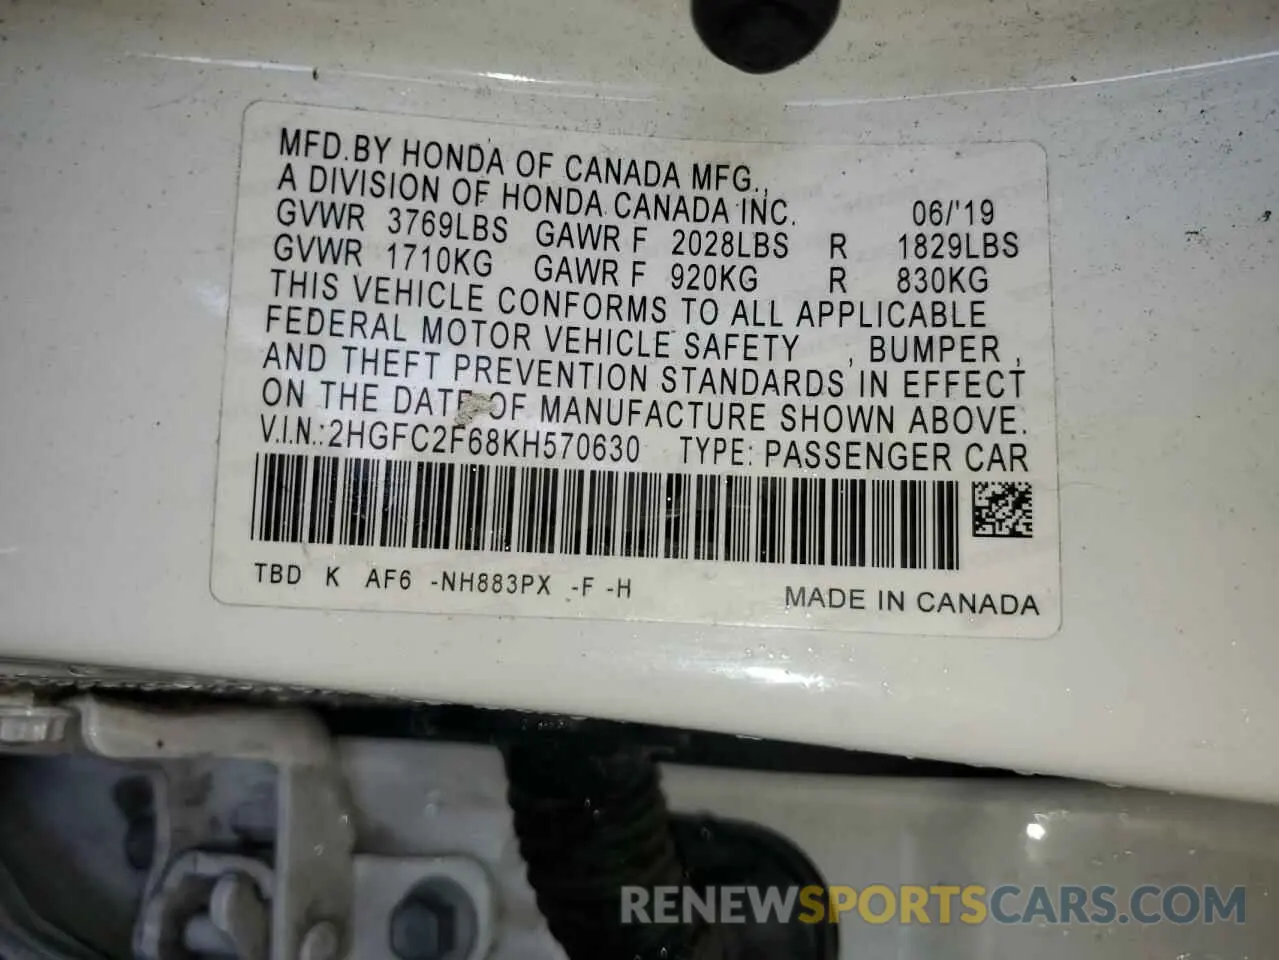 MFD.BY HONDA OF CANADA MFG.,
A DIVISION OF HONDA CANADA INC. 06/'19
GVWR 3769LBS GAWR F 2028LBS R 1829LBS
GVWR 1710KG GAWR F 920KG R 830KG
THIS VEHICLE CONFORMS TO ALL APPLICABLE
FEDERAL MOTOR VEHICLE SAFETY , BUMPER ,
AND THEFT PREVENTION STANDARDS IN EFFECT
ON THE DATE OF MANUFACTURE SHOWN ABOVE.
V.I.N.:2HGFC2F68KH570630 TYPE: PASSENGER CAR
TBD K AF6 -NH883PX -F -H MADE IN CANADA
RENEWSPORTSCARS.COM